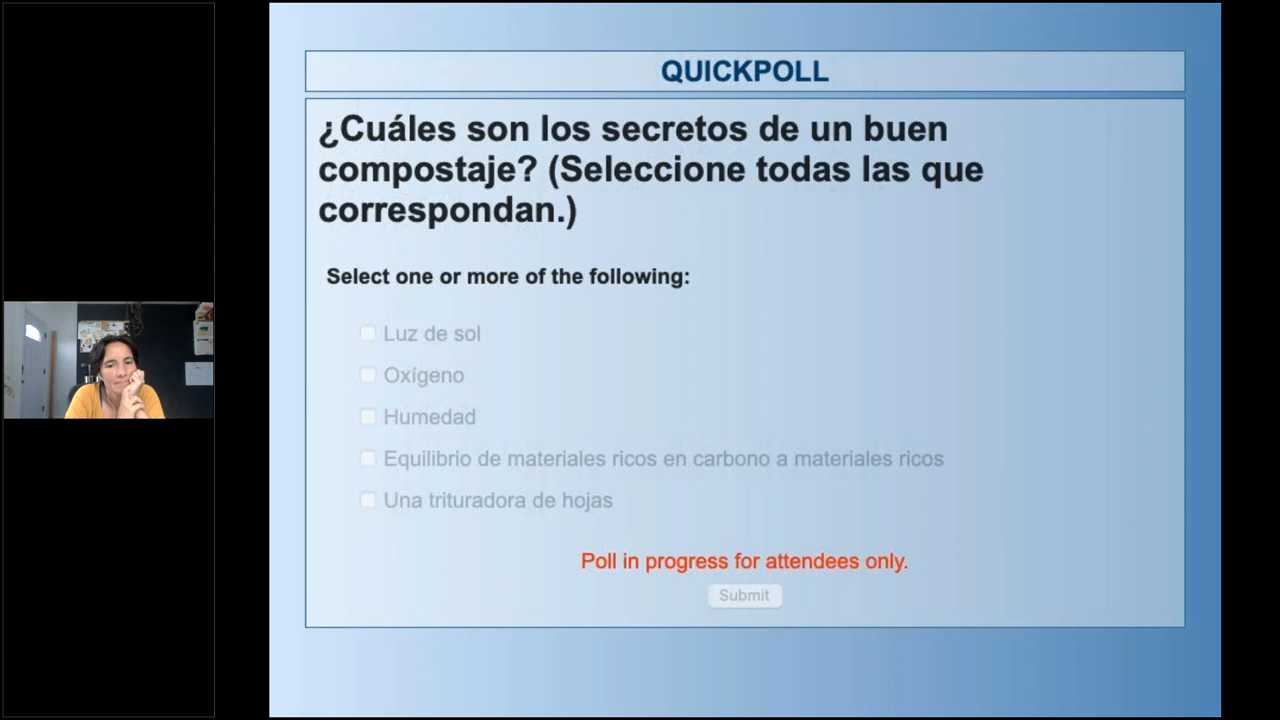 QUICKPOLL
¿Cuáles son los secretos de un buen
compostaje? (Seleccione todas las que
correspondan.)
Select one or more of the following:
Luz de sol
Oxígeno
Humedad
Equilibrio de materiales ricos en carbono a materiales ricos
Una trituradora de hojas
Poll in progress for attendees only.
Submit